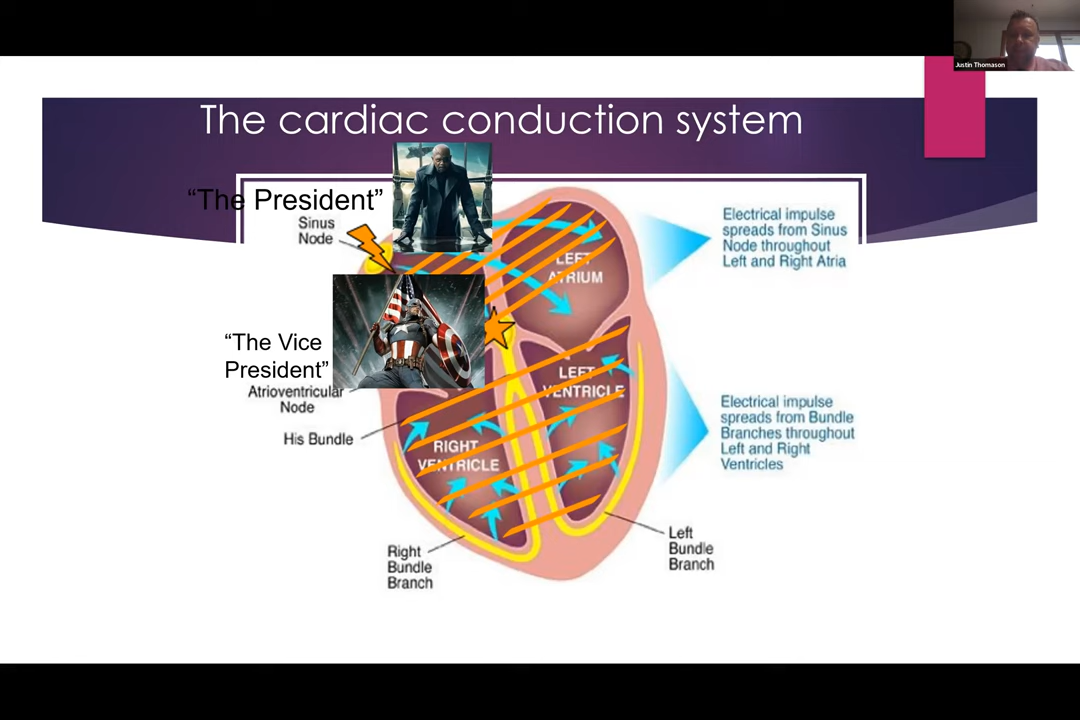 Justin Thomason
The cardiac conduction system
“The President”
Sinus
Node
“The Vice
President”
Atrioventricular
Node
His Bundle
LEFT
ATRIUM
LEFT
VENTRICLE
RIGHT
VENTRICLE
Right
Bundle
Branch
Left
Bundle
Branch
Electrical impulse
spreads from Sinus
Node throughout
Left and Right Atria
Electrical impulse
spreads from Bundle
Branches throughout
Left and Right
Ventricles